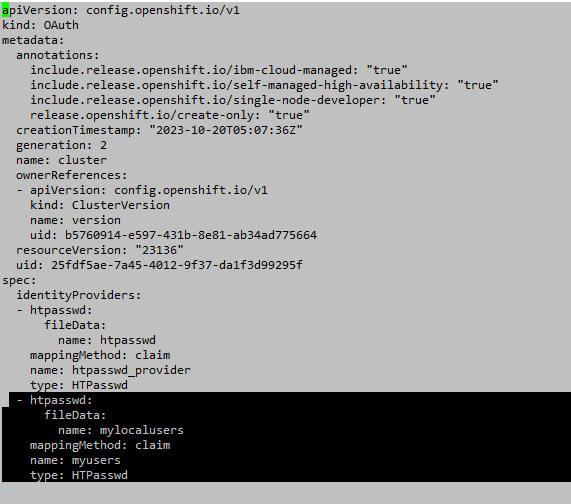 apiVersion: config.openshift.io/v1
kind: OAuth
metadata:
  annotations:
    include.release.openshift.io/ibm-cloud-managed: "true"
    include.release.openshift.io/self-managed-high-availability: "true"
    include.release.openshift.io/single-node-developer: "true"
    release.openshift.io/create-only: "true"
  creationTimestamp: "2023-10-20T05:07:36Z"
  generation: 2
  name: cluster
  ownerReferences:
  - apiVersion: config.openshift.io/v1
    kind: ClusterVersion
    name: version
    uid: b5760914-e597-431b-8e81-ab34ad775664
  resourceVersion: "23136"
  uid: 25fdf5ae-7a45-4012-9f37-da1f3d99295f
spec:
  identityProviders:
  - htpasswd:
      fileData:
        name: htpasswd
    mappingMethod: claim
    name: htpasswd_provider
    type: HTPasswd
  - htpasswd:
      fileData:
        name: mylocalusers
    mappingMethod: claim
    name: myusers
    type: HTPasswd